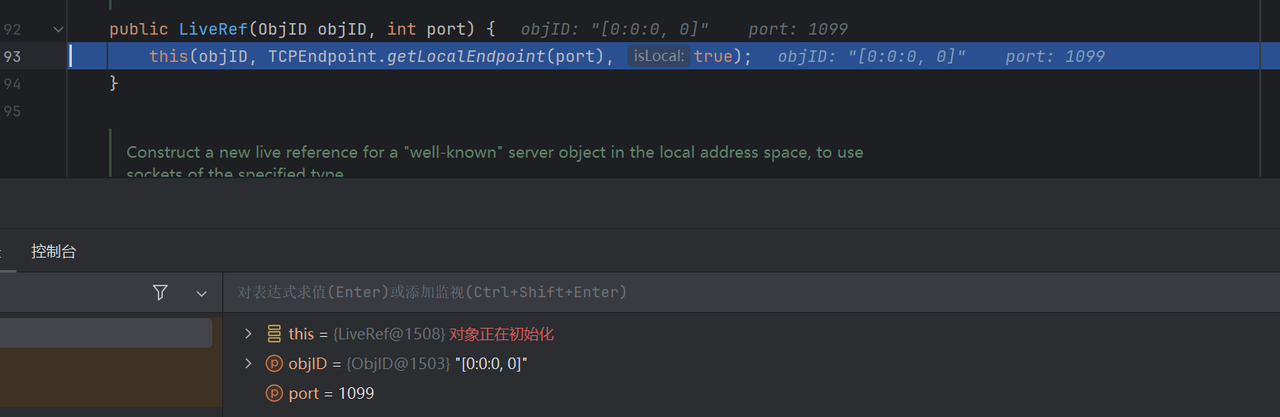 92 public LiveRef(ObjID objID, int port) { objID: "[0:0:0, 0]" port: 1099
93 this(objID, TCPEndpoint.getLocalEndpoint(port), isLocal: true); objID: "[0:0:0, 0]" port: 1099
94 }
95
Construct a new live reference for a "well-known" server object in the local address space, to use
sockets of the specified type
控制台
对表达式求值(Enter)或添加监视(Ctrl+Shift+Enter)
this = {LiveRef@1508} 对象正在初始化
objID = {ObjID@1503} "[0:0:0, 0]"
port = 1099